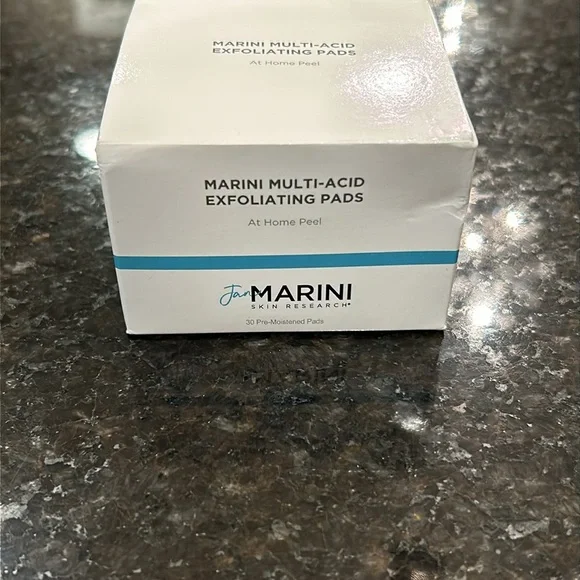 MARINI MULTI-ACID
EXFOLIATING PADS
At Home Peel
MARINI MULTI-ACID
EXFOLIATING PADS
At Home Peel
Jan MARINI
SKIN RESEARCH®
30 Pre-Moistened Pads